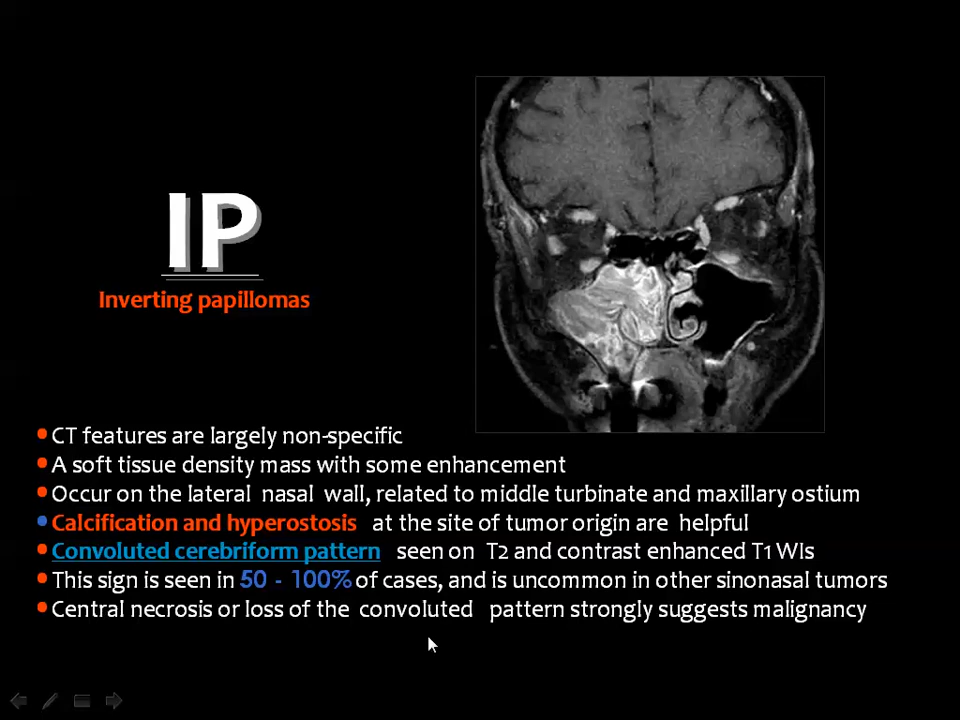 IP
Inverting papillomas
•CT features are largely non-specific
•A soft tissue density mass with some enhancement
•Occur on the lateral nasal wall, related to middle turbinate and maxillary ostium
•Calcification and hyperostosis at the site of tumor origin are helpful
•Convoluted cerebriform pattern seen on T2 and contrast enhanced T1 WIs
•This sign is seen in 50 - 100% of cases, and is uncommon in other sinonasal tumors
•Central necrosis or loss of the convoluted pattern strongly suggests malignancy